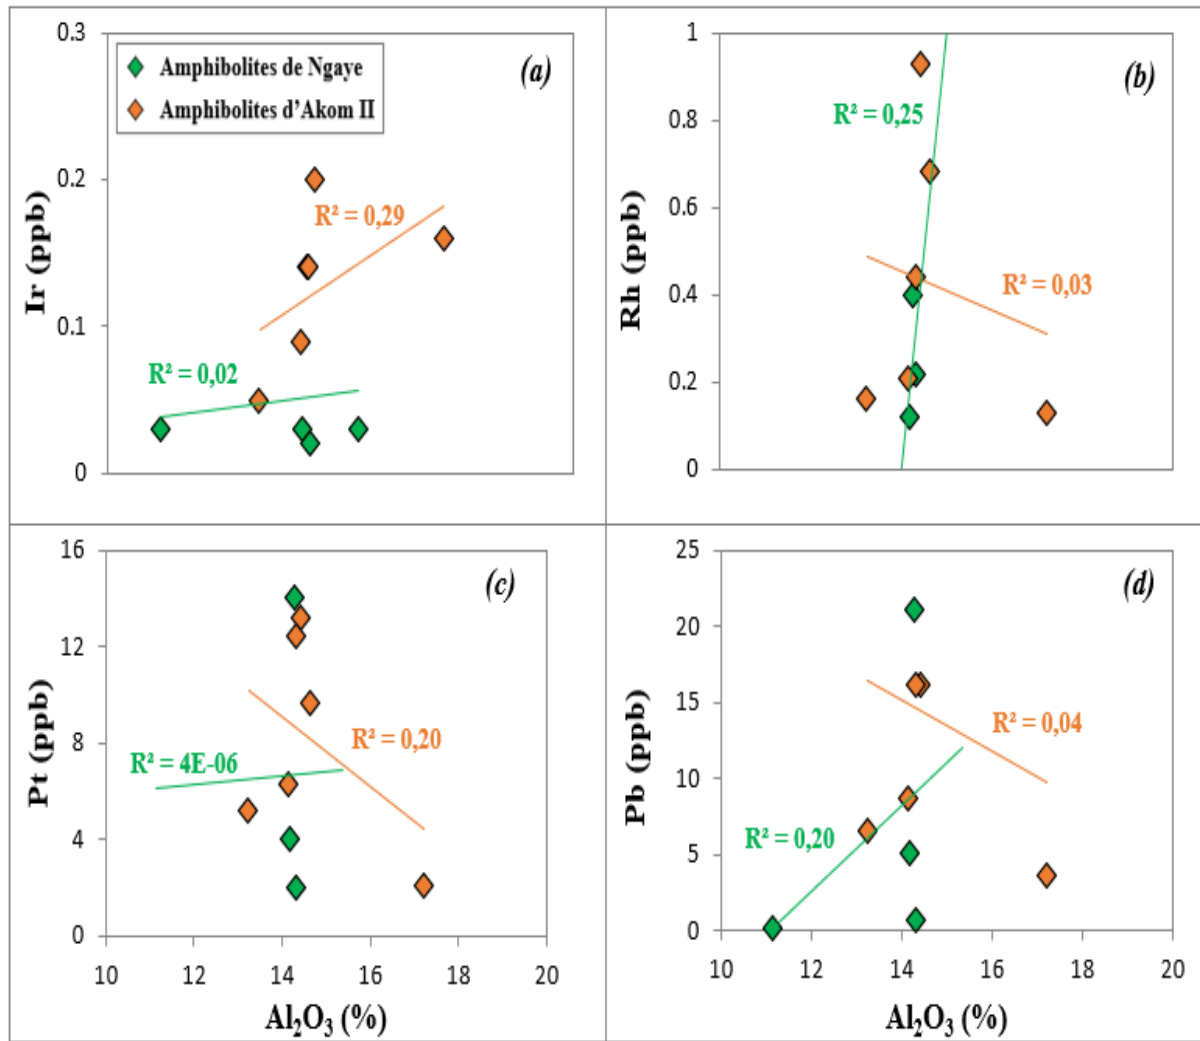 0.3
Amphibolites de Ngaye
Amphibolites d’Akom II
(a)
0.2
R² = 0,29
Ir (ppb)
0.1
R² = 0,02
0
1
(b)
R² = 0,25
0.8
0.6
Rh (ppb)
R² = 0,03
0.4
0.2
0
16
(c)
12
R² = 0,20
8
R² = 4E-06
Pt (ppb)
4
0
10 12 14 16 18 20
Al₂O₃ (%)
25
(d)
20
15
R² = 0,04
Pb (ppb)
10
R² = 0,20
5
0
10 12 14 16 18 20
Al₂O₃ (%)